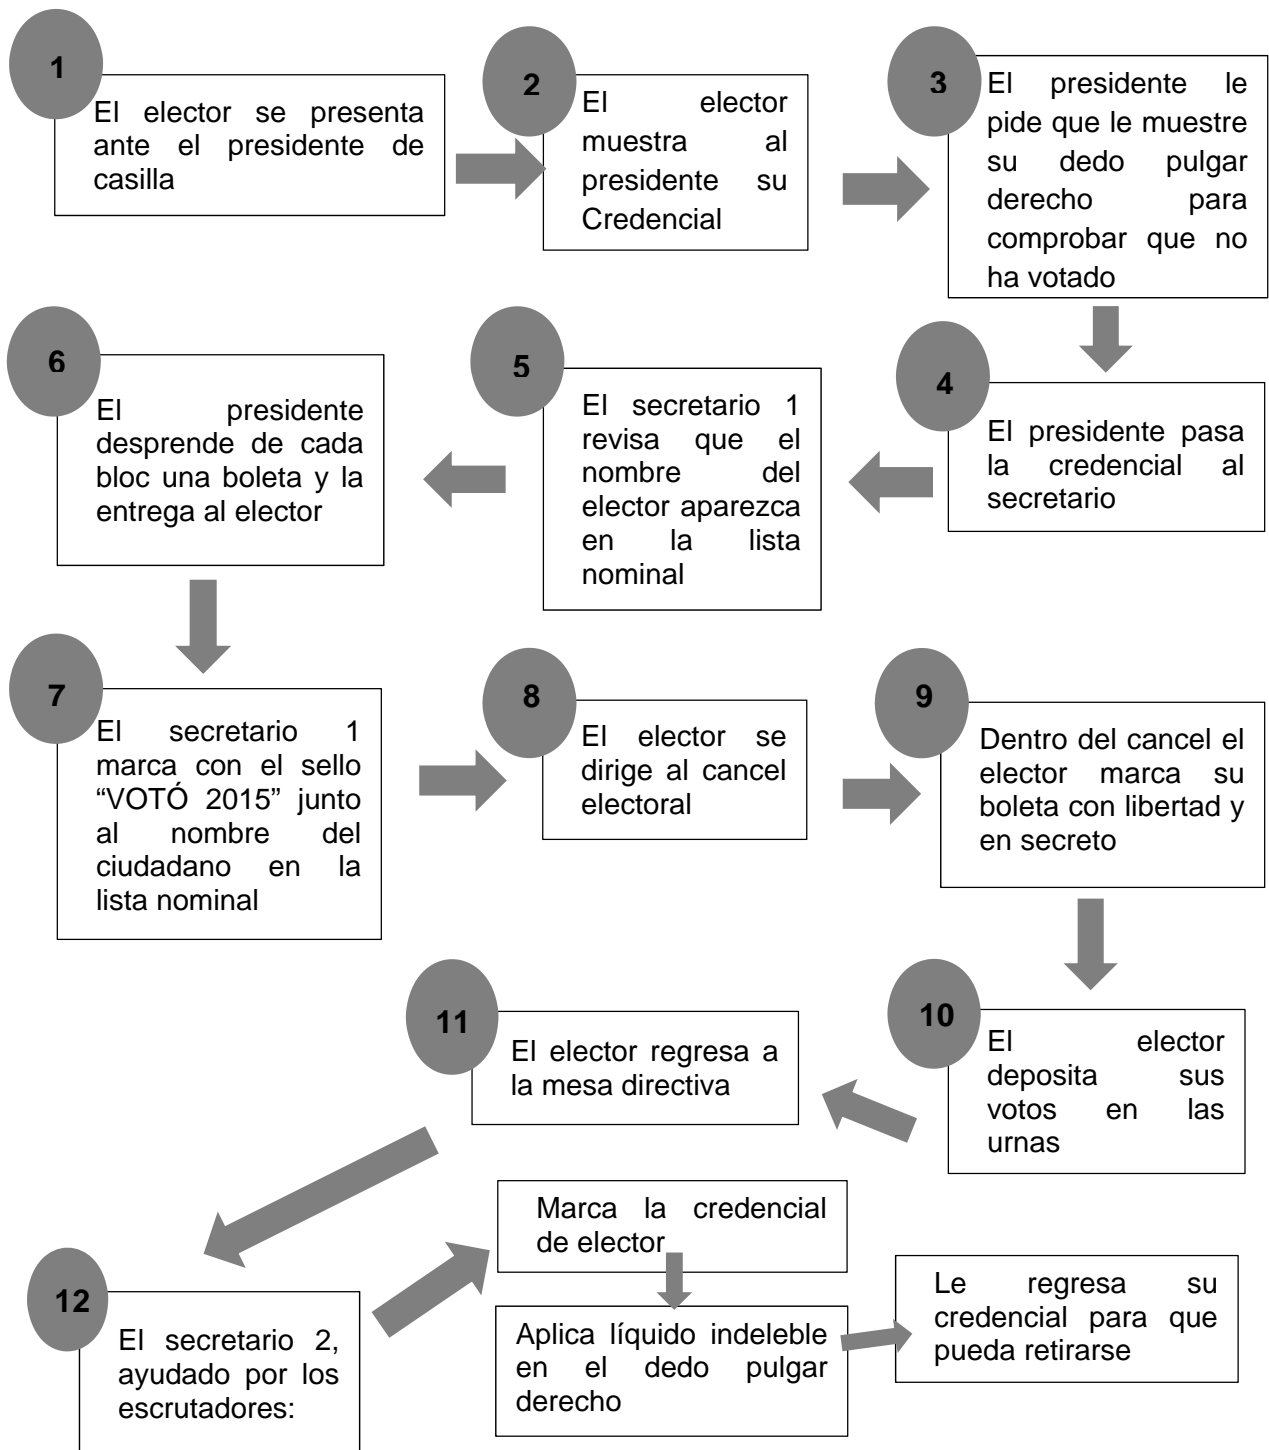 1
El elector se presenta
ante el presidente de
casilla
2
El elector
muestra al
presidente su
Credencial
3
El presidente le
pide que le muestre
su dedo pulgar
derecho para
comprobar que no
ha votado
4
El presidente pasa
la credencial al
secretario
5
El secretario 1
revisa que el
nombre del
elector aparezca
en la lista
nominal
6
El presidente
desprende de cada
bloc una boleta y la
entrega al elector
7
El secretario 1
marca con el sello
“VOTÓ 2015” junto
al nombre del
ciudadano en la
lista nominal
8
El elector se
dirige al cancel
electoral
9
Dentro del cancel el
elector marca su
boleta con libertad y
en secreto
10
El elector
deposita sus
votos en las
urnas
11
El elector regresa a
la mesa directiva
12
El secretario 2,
ayudado por los
escrutadores:
Marca la credencial
de elector
Aplica líquido indeleble
en el dedo pulgar
derecho
Le regresa su
credencial para que
pueda retirarse